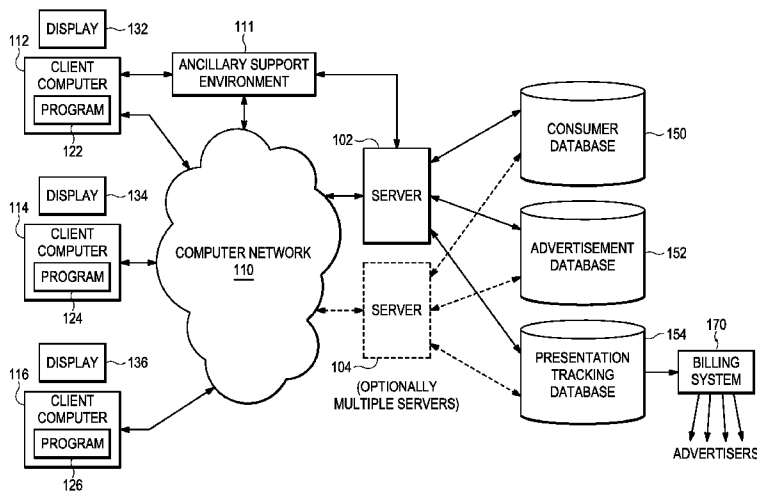 DISPLAY
132
112
CLIENT
COMPUTER
PROGRAM
122
111
ANCILLARY SUPPORT
ENVIRONMENT
DISPLAY
134
114
CLIENT
COMPUTER
PROGRAM
124
COMPUTER NETWORK
110
DISPLAY
136
116
CLIENT
COMPUTER
PROGRAM
126
102
SERVER
SERVER
104
(OPTIONALLY
MULTIPLE SERVERS)
CONSUMER
DATABASE
150
ADVERTISEMENT
DATABASE
152
154
PRESENTATION
TRACKING
DATABASE
170
BILLING
SYSTEM
ADVERTISERS